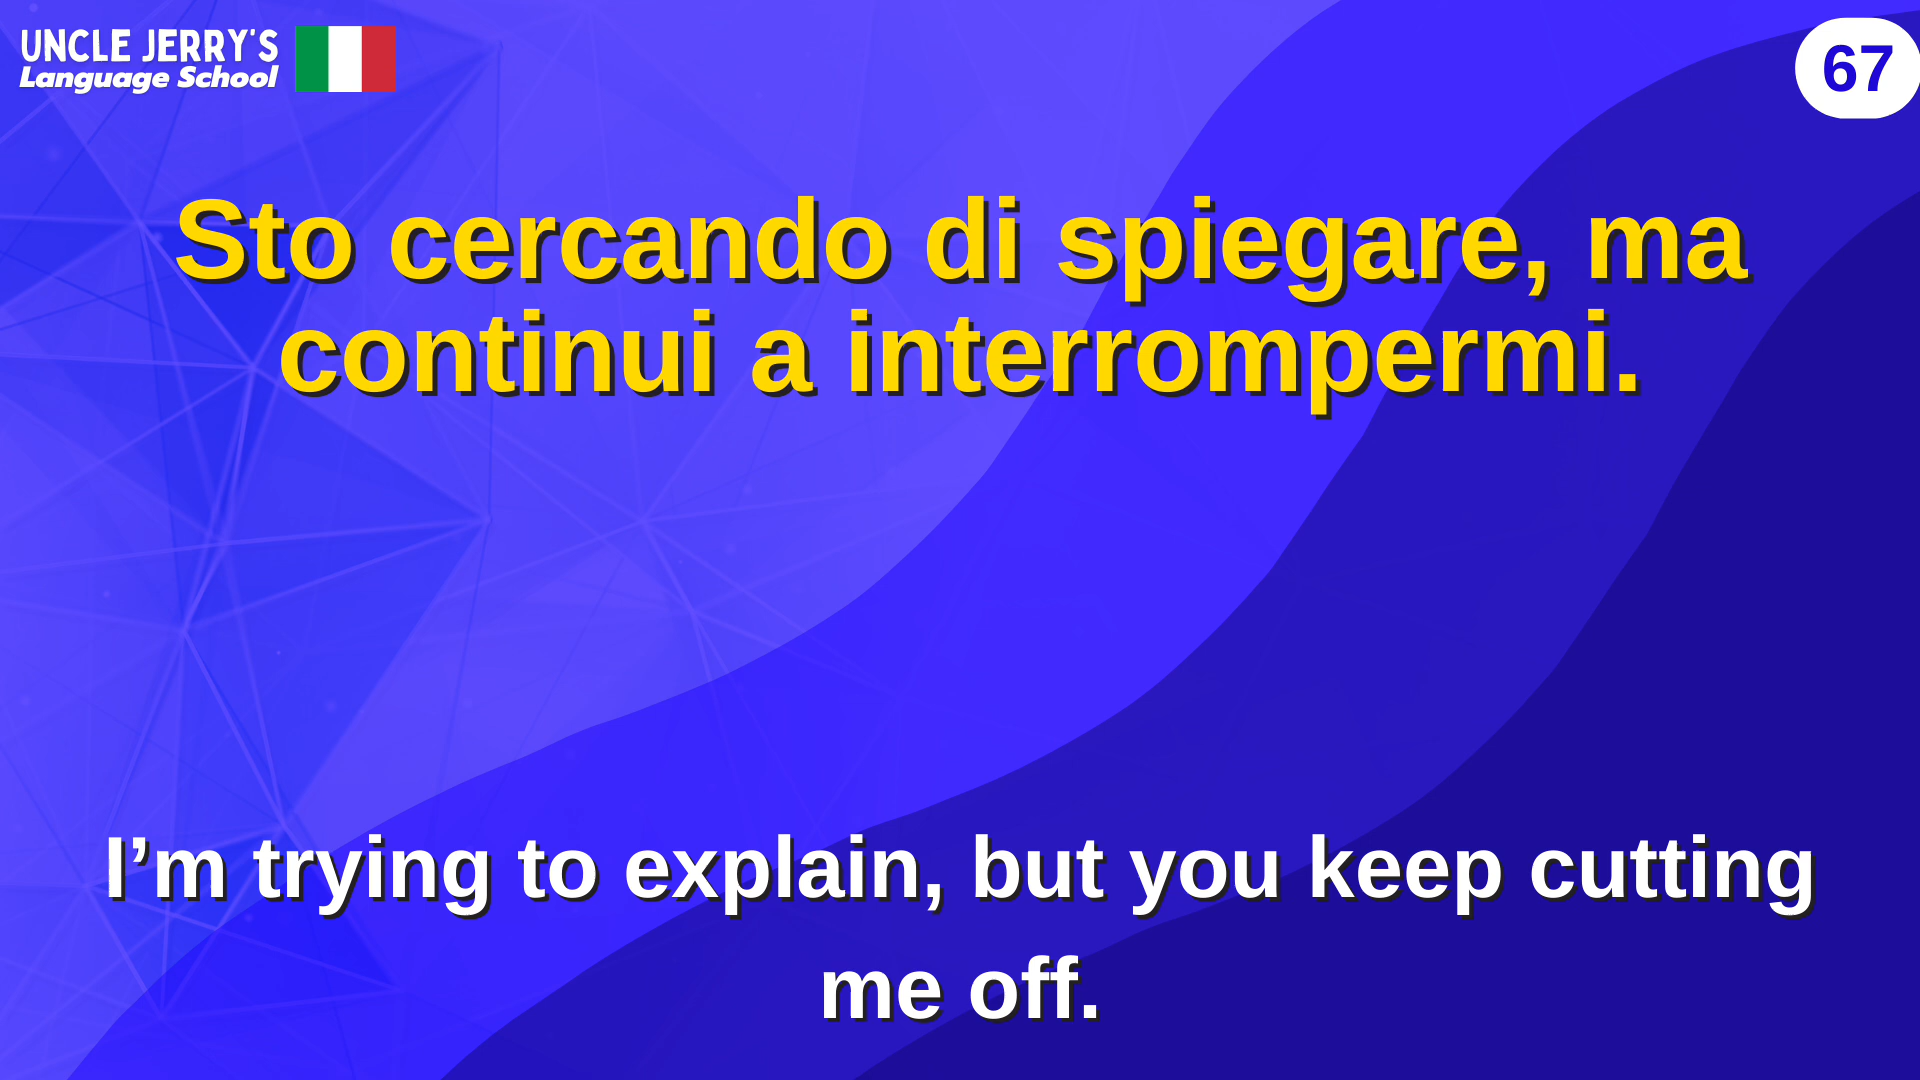 UNCLE JERRY'S
Language School
67
Sto cercando di spiegare, ma
continui a interrompermi.
I’m trying to explain, but you keep cutting
me off.